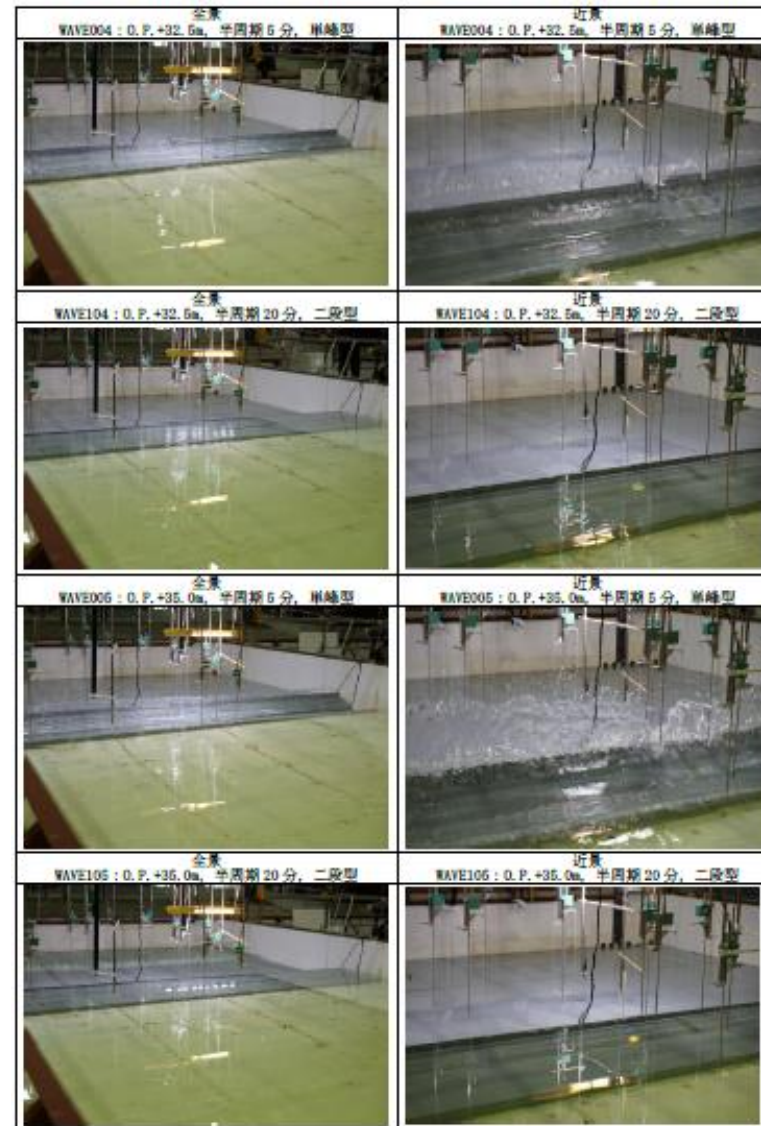 全景
近景
WAVE004：O.P.+32.5m, 半周期5分, 単峰型
WAVE004：O.P.+32.5m, 半周期5分, 単峰型
全景
近景
WAVE104：O.P.+32.5m, 半周期20分, 二段型
WAVE104：O.P.+32.5m, 半周期20分, 二段型
全景
近景
WAVE005：O.P.+35.0m, 半周期5分, 単峰型
WAVE005：O.P.+35.0m, 半周期5分, 単峰型
全景
近景
WAVE105：O.P.+35.0m, 半周期20分, 二段型
WAVE105：O.P.+35.0m, 半周期20分, 二段型